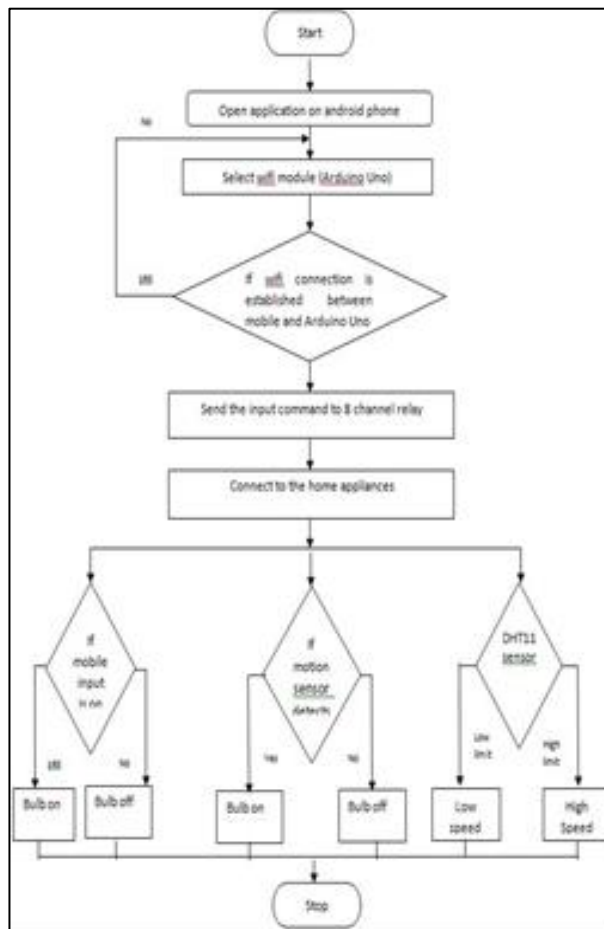 Start
Open application on android phone
No
Select wifi module (Arduino Uno)
If wifi connection is
established between
mobile and Arduino Uno
Send the input command to 8 channel relay
Connect to the home appliances
If
mobile
input
is on
If
motion
sensor
detects
DHT11
sensor
No
Yes
No
Low
limit
High
limit
Bulb on
Bulb off
Bulb on
Bulb off
Low
speed
High
Speed
Stop